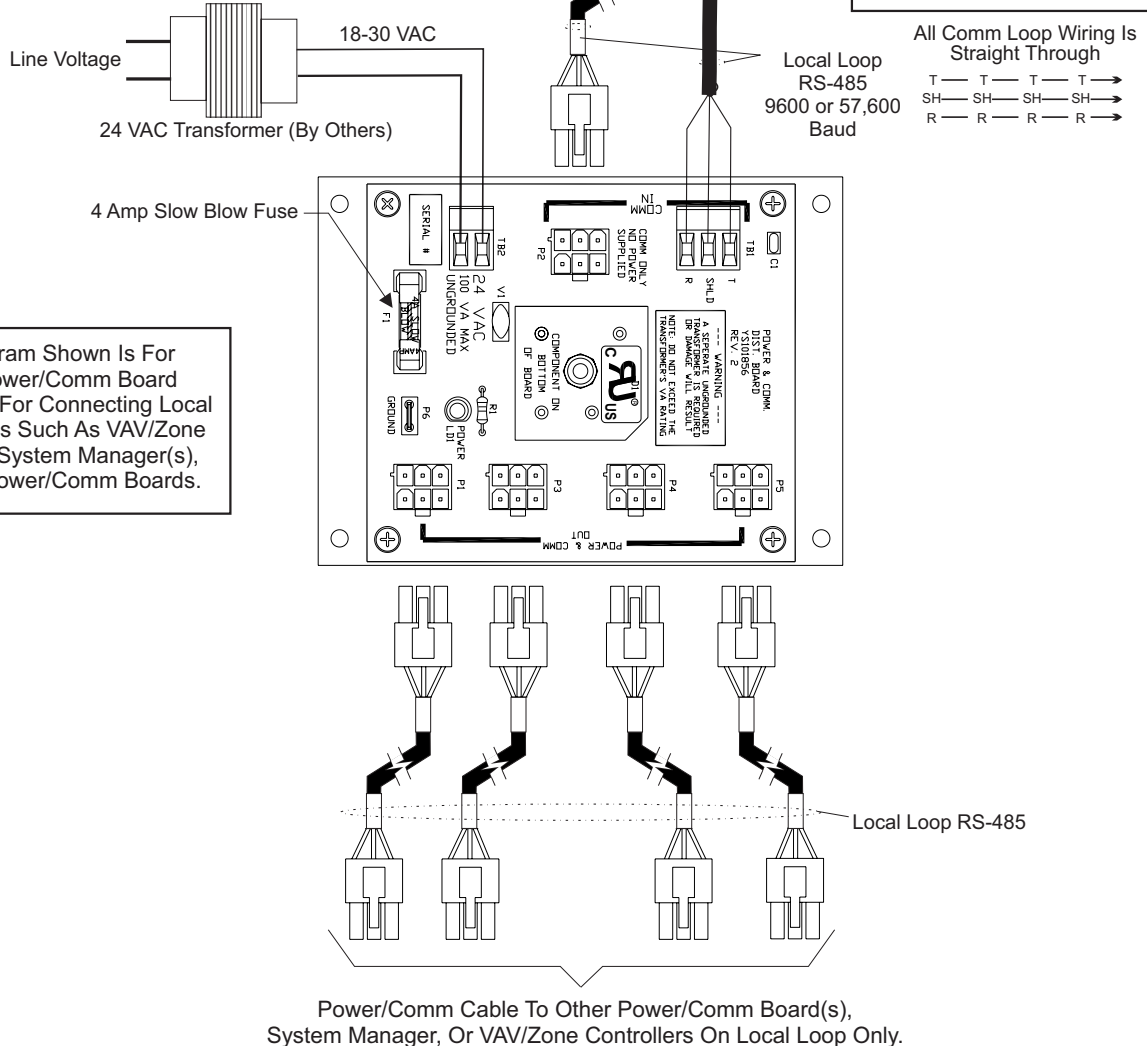 18-30 VAC
Line Voltage
24 VAC Transformer (By Others)
4 Amp Slow Blow Fuse
Local Loop
RS-485
9600 or 57,600
Baud
All Comm Loop Wiring Is
Straight Through
T T T T
SH SH SH SH
R R R R
SERIAL #
TB2
24 VAC
100 VA MAX
UNGROUNDED
V1
F1
4A SLOW
BLOW
4AMP
COMM
IN
P2
COMM ONLY
NO POWER
SUPPLIED
TB1
C1
R
SHLD
T
POWER & COMM.
DIST. BOARD
YS101856
REV. 2
--- WARNING ---
A SEPERATE UNGROUNDED
TRANSFORMER IS REQUIRED
OR DAMAGE WILL RESULT
NOTE: DO NOT EXCEED THE
TRANSFORMER'S VA RATING
COMPONENT ON
BOTTOM
OF BOARD
D1
C
US
®
P6
GROUND
POWER
LD1
R1
P1
P3
P4
P5
POWER & COMM
OUT
ram Shown Is For
ower/Comm Board
For Connecting Local
s Such As VAV/Zone
System Manager(s),
ower/Comm Boards.
Local Loop RS-485
Power/Comm Cable To Other Power/Comm Board(s),
System Manager, Or VAV/Zone Controllers On Local Loop Only.